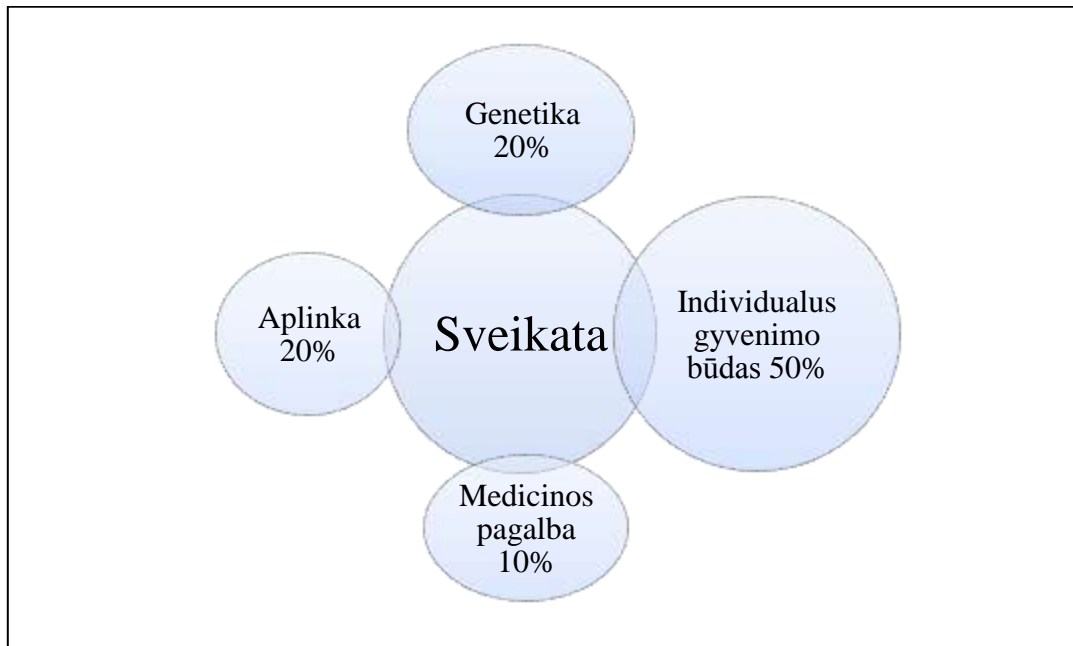 Genetika
20%
Aplinka
20%
Sveikata
Individualus
gyvenimo
būdas 50%
Medicinos
pagalba
10%